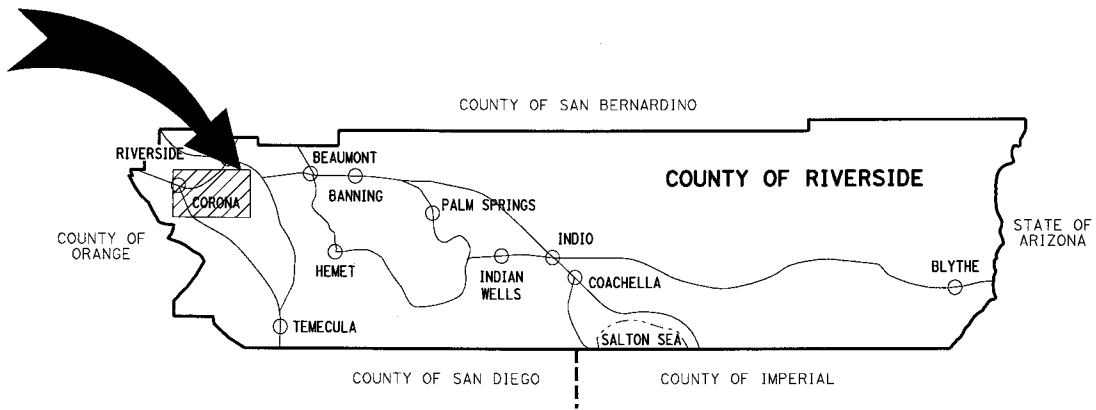 COUNTY OF SAN BERNARDINO
RIVERSIDE
BEAUMONT
BANNING
COUNTY OF RIVERSIDE
CORONA
PALM SPRINGS
STATE OF
ARIZONA
COUNTY OF
ORANGE
HEMET
INDIO
INDIAN
WELLS
COACHELLA
BLYTHE
TEMECULA
SALTON SEA
COUNTY OF SAN DIEGO
COUNTY OF IMPERIAL